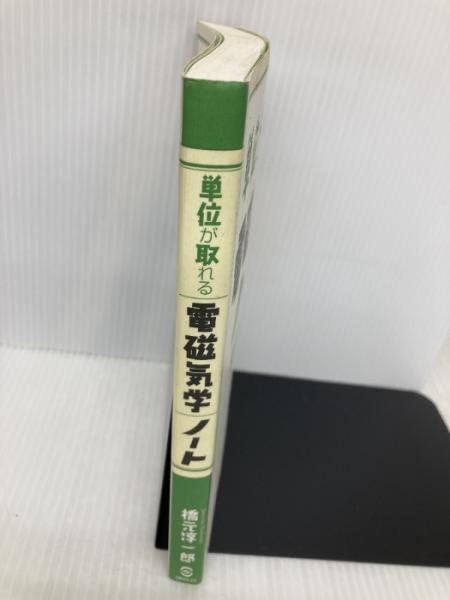 単位が取れる
電磁気学
ノート
橋元淳一郎